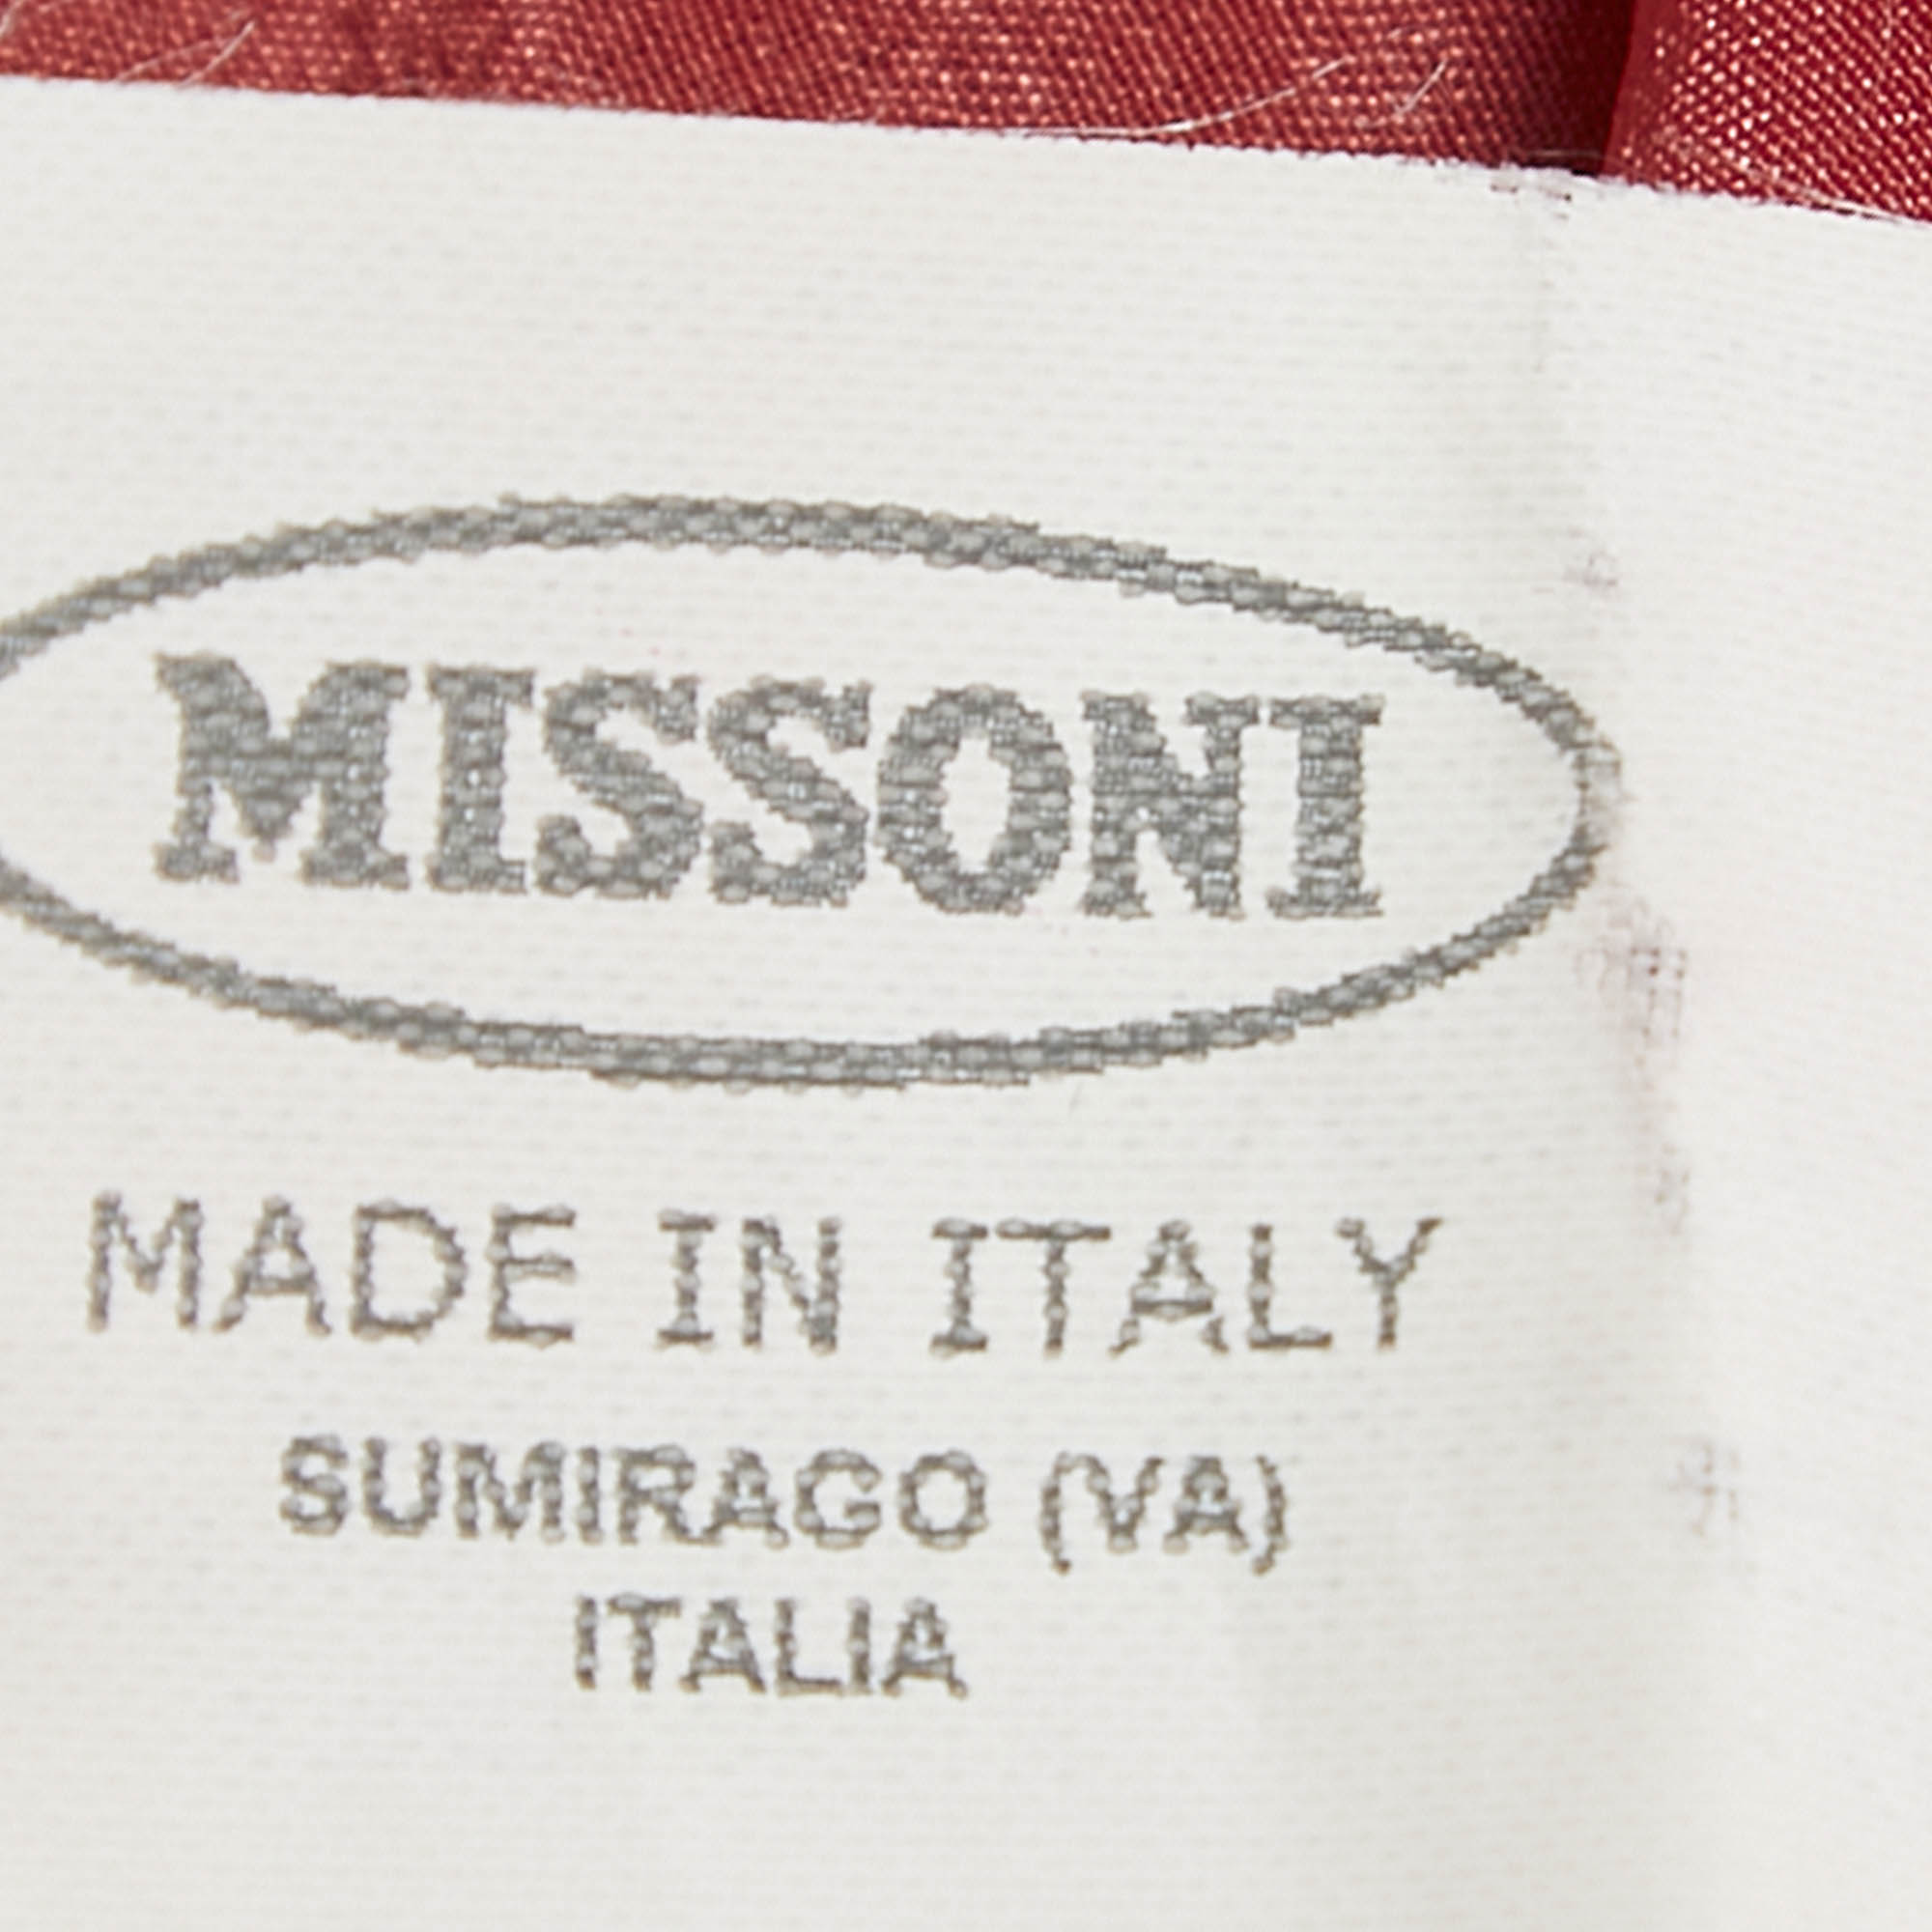 MISSONI
MADE IN ITALY
SUMIRAGO (VA)
ITALIA